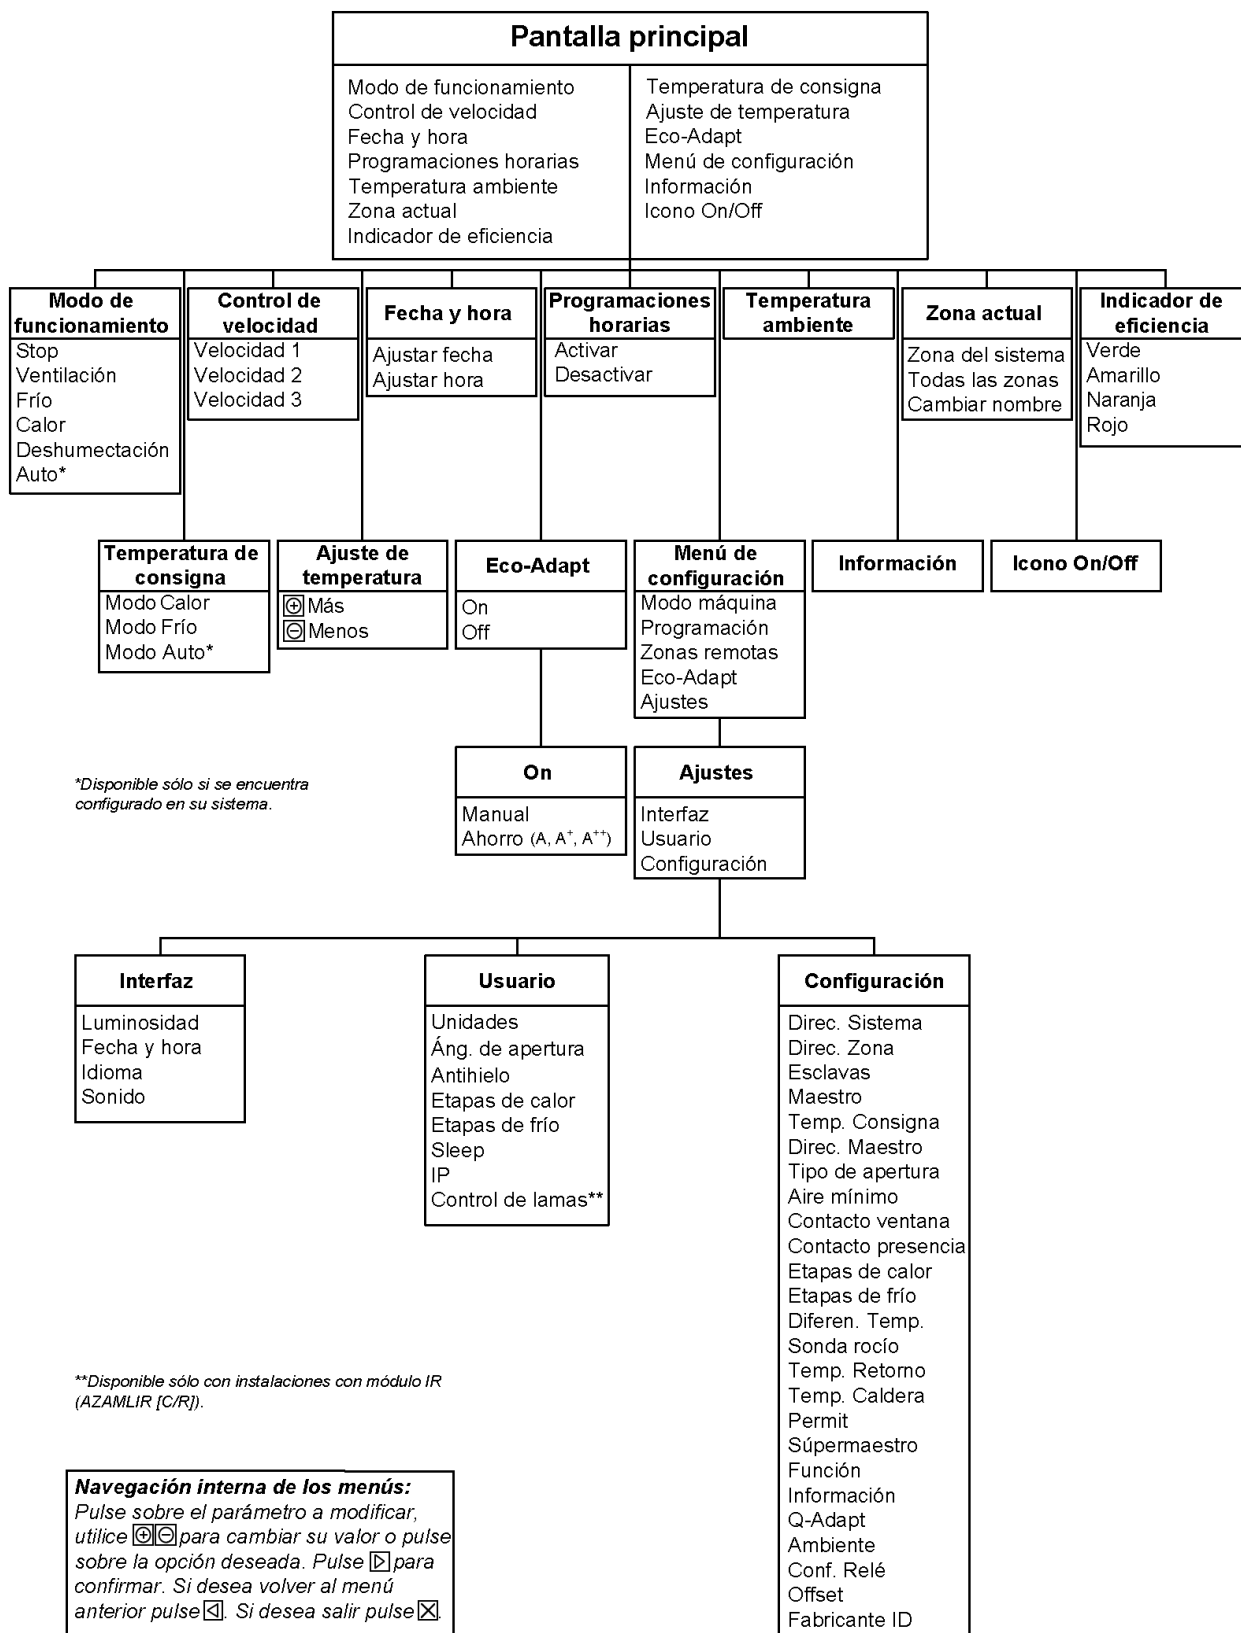 Pantalla principal
Modo de funcionamiento
Control de velocidad
Fecha y hora
Programaciones horarias
Temperatura ambiente
Zona actual
Indicador de eficiencia
Temperatura de consigna
Ajuste de temperatura
Eco-Adapt
Menú de configuración
Información
Icono On/Off
Modo de
funcionamiento
Stop
Ventilación
Frío
Calor
Deshumectación
Auto*
Control de
velocidad
Velocidad 1
Velocidad 2
Velocidad 3
Fecha y hora
Ajustar fecha
Ajustar hora
Programaciones
horarias
Activar
Desactivar
Temperatura
ambiente
Zona actual
Zona del sistema
Todas las zonas
Cambiar nombre
Indicador de
eficiencia
Verde
Amarillo
Naranja
Rojo
Temperatura de
consigna
Modo Calor
Modo Frío
Modo Auto*
Ajuste de
temperatura
⊕ Más
⊖ Menos
Eco-Adapt
On
Off
Menú de
configuración
Modo máquina
Programación
Zonas remotas
Eco-Adapt
Ajustes
Información
Icono On/Off
*Disponible sólo si se encuentra
configurado en su sistema.
On
Manual
Ahorro (A, A⁺, A⁺⁺)
Ajustes
Interfaz
Usuario
Configuración
Interfaz
Luminosidad
Fecha y hora
Idioma
Sonido
Usuario
Unidades
Áng. de apertura
Antihielo
Etapas de calor
Etapas de frío
Sleep
IP
Control de lamas**
Configuración
Direc. Sistema
Direc. Zona
Esclavas
Maestro
Temp. Consigna
Direc. Maestro
Tipo de apertura
Aire mínimo
Contacto ventana
Contacto presencia
Etapas de calor
Etapas de frío
Diferen. Temp.
Sonda rocío
Temp. Retorno
Temp. Caldera
Permit
Súpermaestro
Función
Información
Q-Adapt
Ambiente
Conf. Relé
Offset
Fabricante ID
**Disponible sólo con instalaciones con módulo IR
(AZAMLIR [C/R]).
Navegación interna de los menús:
Pulse sobre el parámetro a modificar,
utilice ⊕⊖ para cambiar su valor o pulse
sobre la opción deseada. Pulse ▷ para
confirmar. Si desea volver al menú
anterior pulse ◁. Si desea salir pulse ☒.